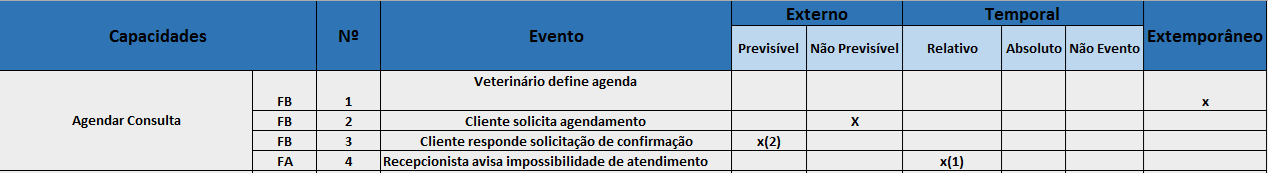 Capacidades Nº Evento Externo Temporal Extemporâneo
Previsível Não Previsível Relativo Absoluto Não Evento
Agendar Consulta
FB 1 Veterinário define agenda x
FB 2 Cliente solicita agendamento X
FB 3 Cliente responde solicitação de confirmação x(2)
FA 4 Recepcionista avisa impossibilidade de atendimento x(1)